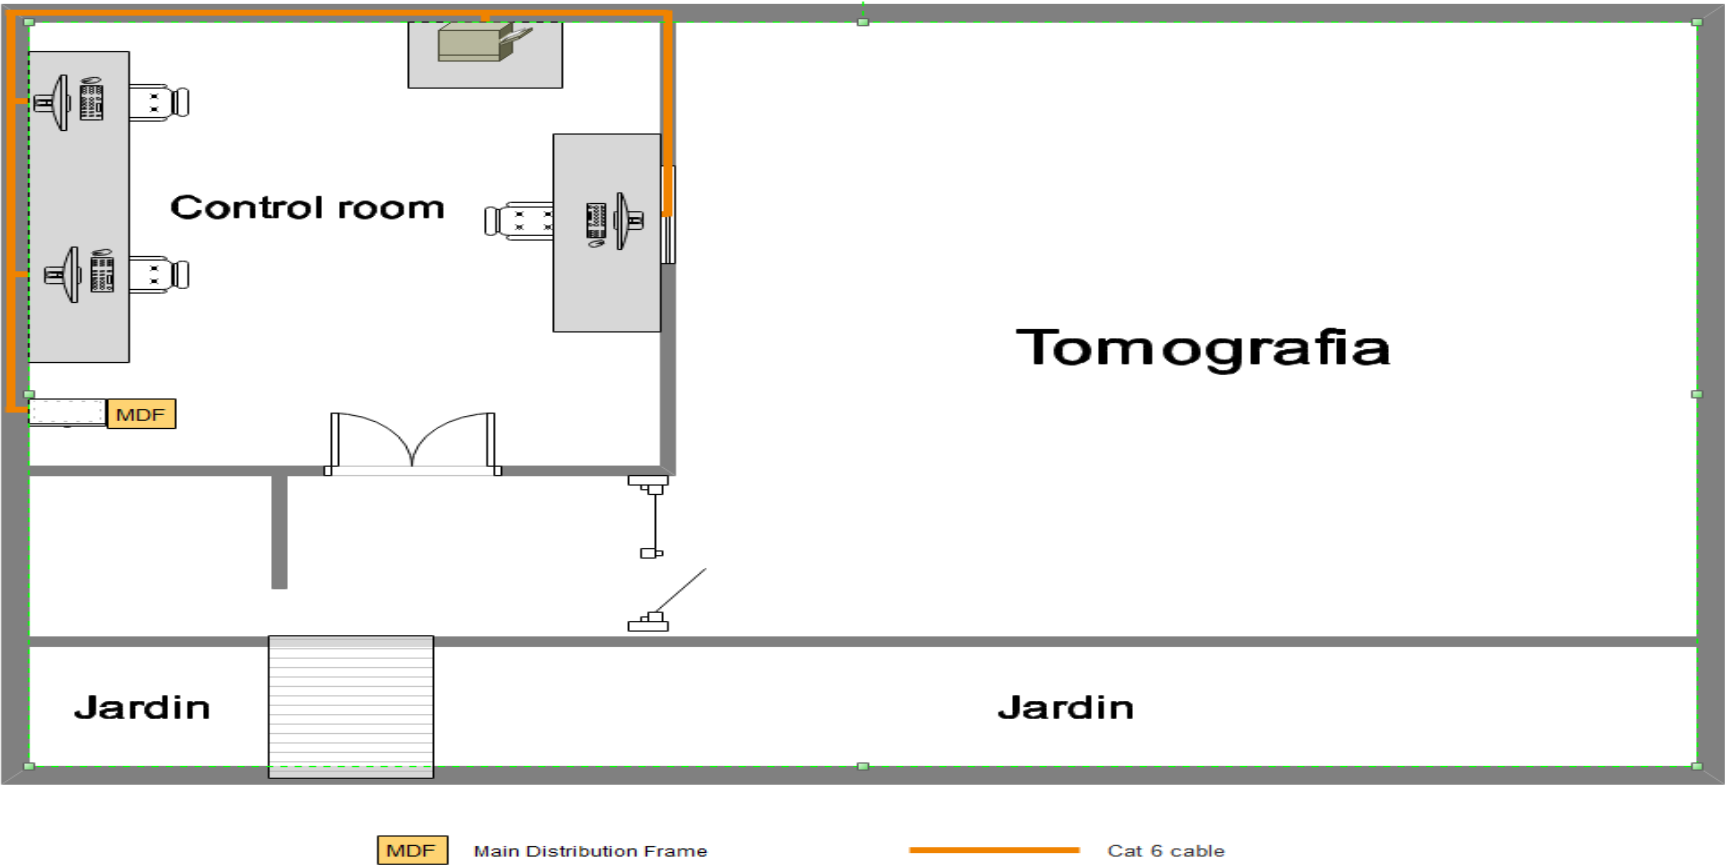 Control room
Tomografia
MDF
Jardin
Jardin
MDF
Main Distribution Frame
Cat 6 cable